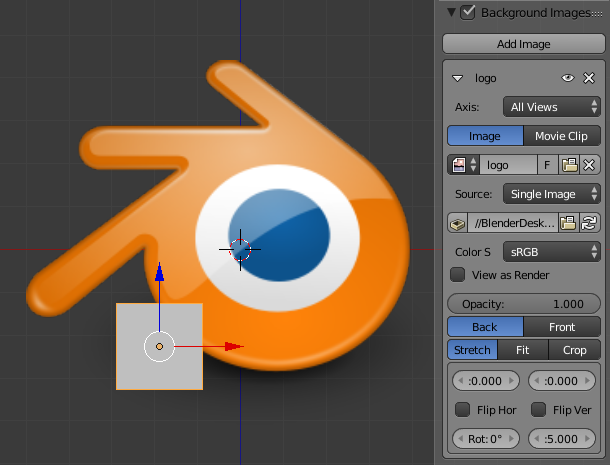 Background Images
Add Image
logo
Axis: All Views
Image Movie Clip
logo F
Source: Single Image
//BlenderDesk...
Color S sRGB
View as Render
Opacity: 1.000
Back Front
Stretch Fit Crop
:0.000 :0.000
Flip Hor Flip Ver
Rot: 0° :5.000